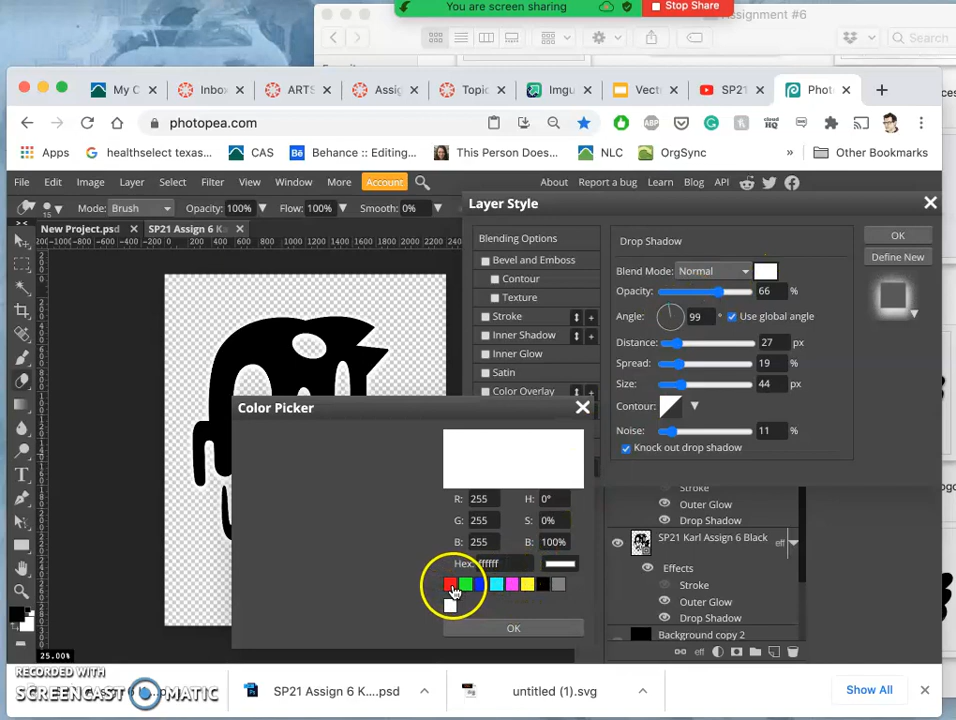 You are screen sharing
Stop Share
Assignment #6
Search
My C
Inbox
ARTS
Assig
Topic
Imgu
Vect
SP21
Phot
photopea.com
Apps
healthselect texas...
CAS
Behance :: Editing...
This Person Does...
NLC
OrgSync
»
Other Bookmarks
File Edit Image Layer Select Filter View Window More Account
About Report a bug Learn Blog API
15 Mode: Brush Opacity: 100% Flow: 100% Smooth: 0%
New Project.psd
SP21 Assign 6 K
Layer Style
Blending Options
Bevel and Emboss
Contour
Texture
Stroke
Inner Shadow
Inner Glow
Satin
Color Overlay
Drop Shadow
Blend Mode: Normal
Opacity: 66 %
Angle: 99 ° Use global angle
Distance: 27 px
Spread: 19 %
Size: 44 px
Contour:
Noise: 11 %
Knock out drop shadow
OK
Define New
Color Picker
R: 255 H: 0°
G: 255 S: 0%
B: 255 B: 100%
Hex: ffffff
OK
Stroke
Outer Glow
Drop Shadow
SP21 Karl Assign 6 Black
eff
Effects
Stroke
Outer Glow
Drop Shadow
Background copy 2
eff
25.00%
RECORDED WITH
SCREENCAST MATIC
SP21 Assign 6 K....psd
untitled (1).svg
Show All